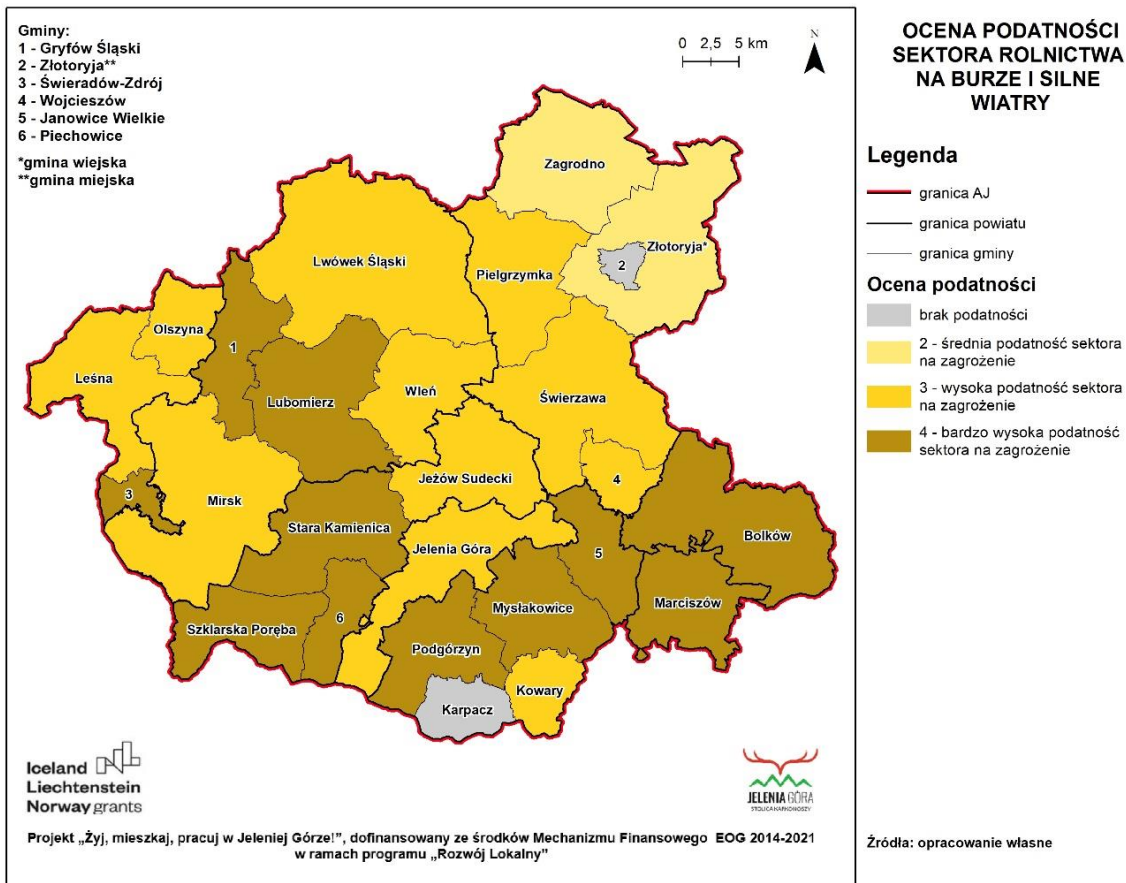 Gminy:
1 - Gryfów Śląski
2 - Złotoryja**
3 - Świeradów-Zdrój
4 - Wojcieszów
5 - Janowice Wielkie
6 - Piechowice
*gmina wiejska
**gmina miejska
0 2,5 5 km
N
Zagrodno
Złotoryja*
2
Lwówek Śląski
Pielgrzymka
Olszyna
1
Leśna
Lubomierz
Wleń
Świerzawa
Jeżów Sudecki
4
3
Mirsk
Stara Kamienica
Jelenia Góra
5
Bolków
Mysłakowice
Marciszów
Szklarska Poręba
6
Podgórzyn
Kowary
Karpacz
Iceland
Liechtenstein
Norway grants
JELENIA GÓRA
STOLICA KARKONOSZY
Projekt „Żyj, mieszkaj, pracuj w Jeleniej Górze!”, dofinansowany ze środków Mechanizmu Finansowego EOG 2014-2021
w ramach programu „Rozwój Lokalny”
OCENA PODATNOŚCI
SEKTORA ROLNICTWA
NA BURZE I SILNE
WIATRY
Legenda
granica AJ
granica powiatu
granica gminy
Ocena podatności
brak podatności
2 - średnia podatność sektora
na zagrożenie
3 - wysoka podatność sektora
na zagrożenie
4 - bardzo wysoka podatność
sektora na zagrożenie
Źródła: opracowanie własne